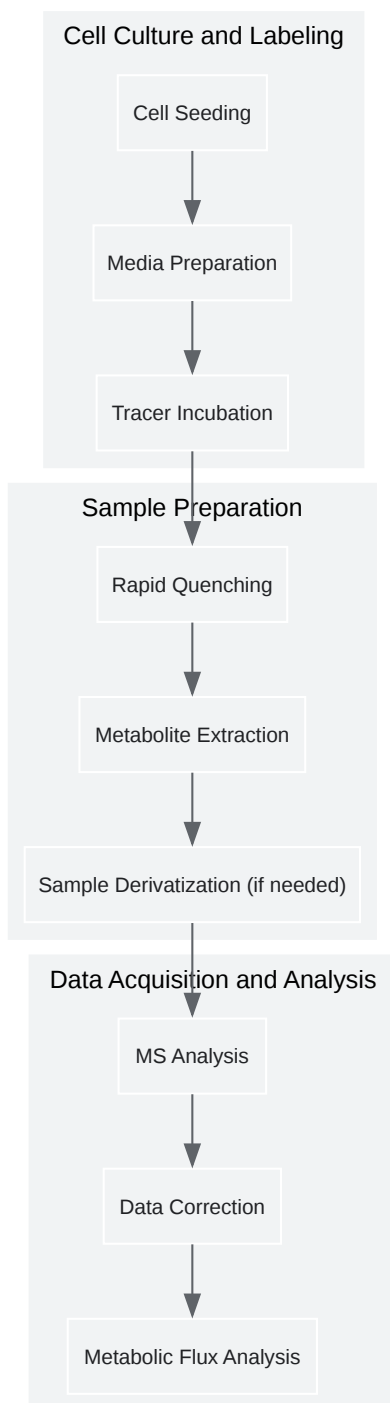 Cell Culture and Labeling
Cell Seeding
Media Preparation
Tracer Incubation
Sample Preparation
Rapid Quenching
Metabolite Extraction
Sample Derivatization (if needed)
Data Acquisition and Analysis
MS Analysis
Data Correction
Metabolic Flux Analysis